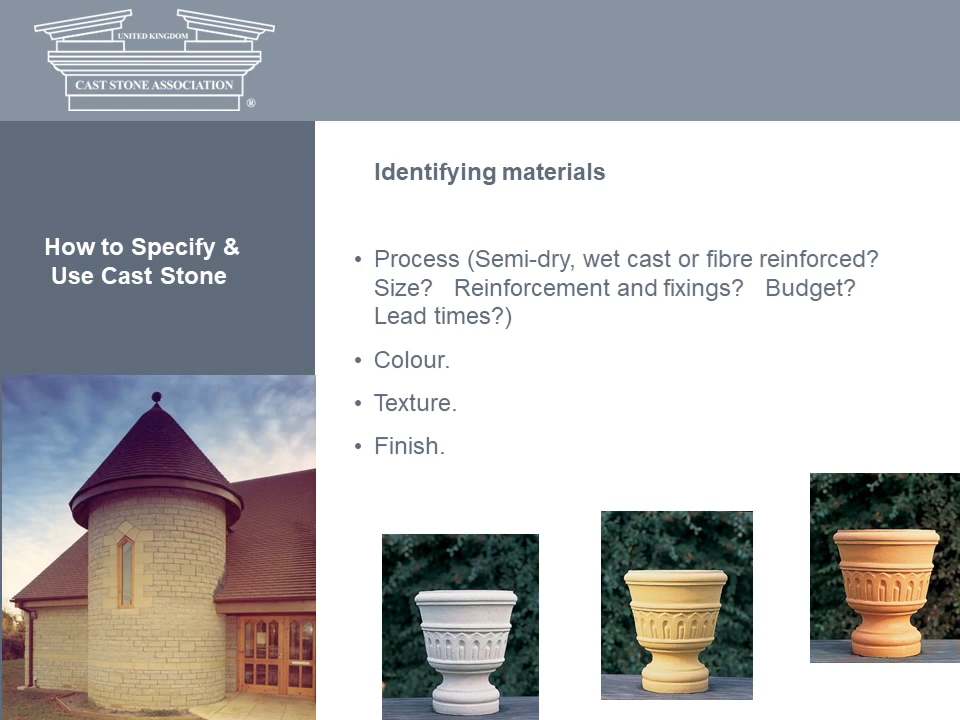 UNITED KINGDOM
CAST STONE ASSOCIATION
®
How to Specify &
Use Cast Stone
Identifying materials
• Process (Semi-dry, wet cast or fibre reinforced?
Size? Reinforcement and fixings? Budget?
Lead times?)
• Colour.
• Texture.
• Finish.